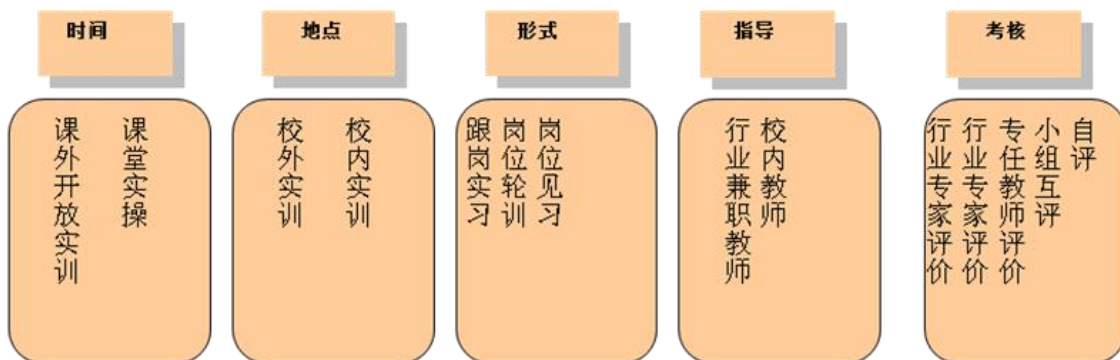 时间
地点
形式
指导
考核
课堂实操
课外开放实训
校内实训
校外实训
岗位见习
岗位轮训
跟岗实习
校内教师
行业兼职教师
自评
小组互评
专任教师评价
行业专家评价
行业专家评价